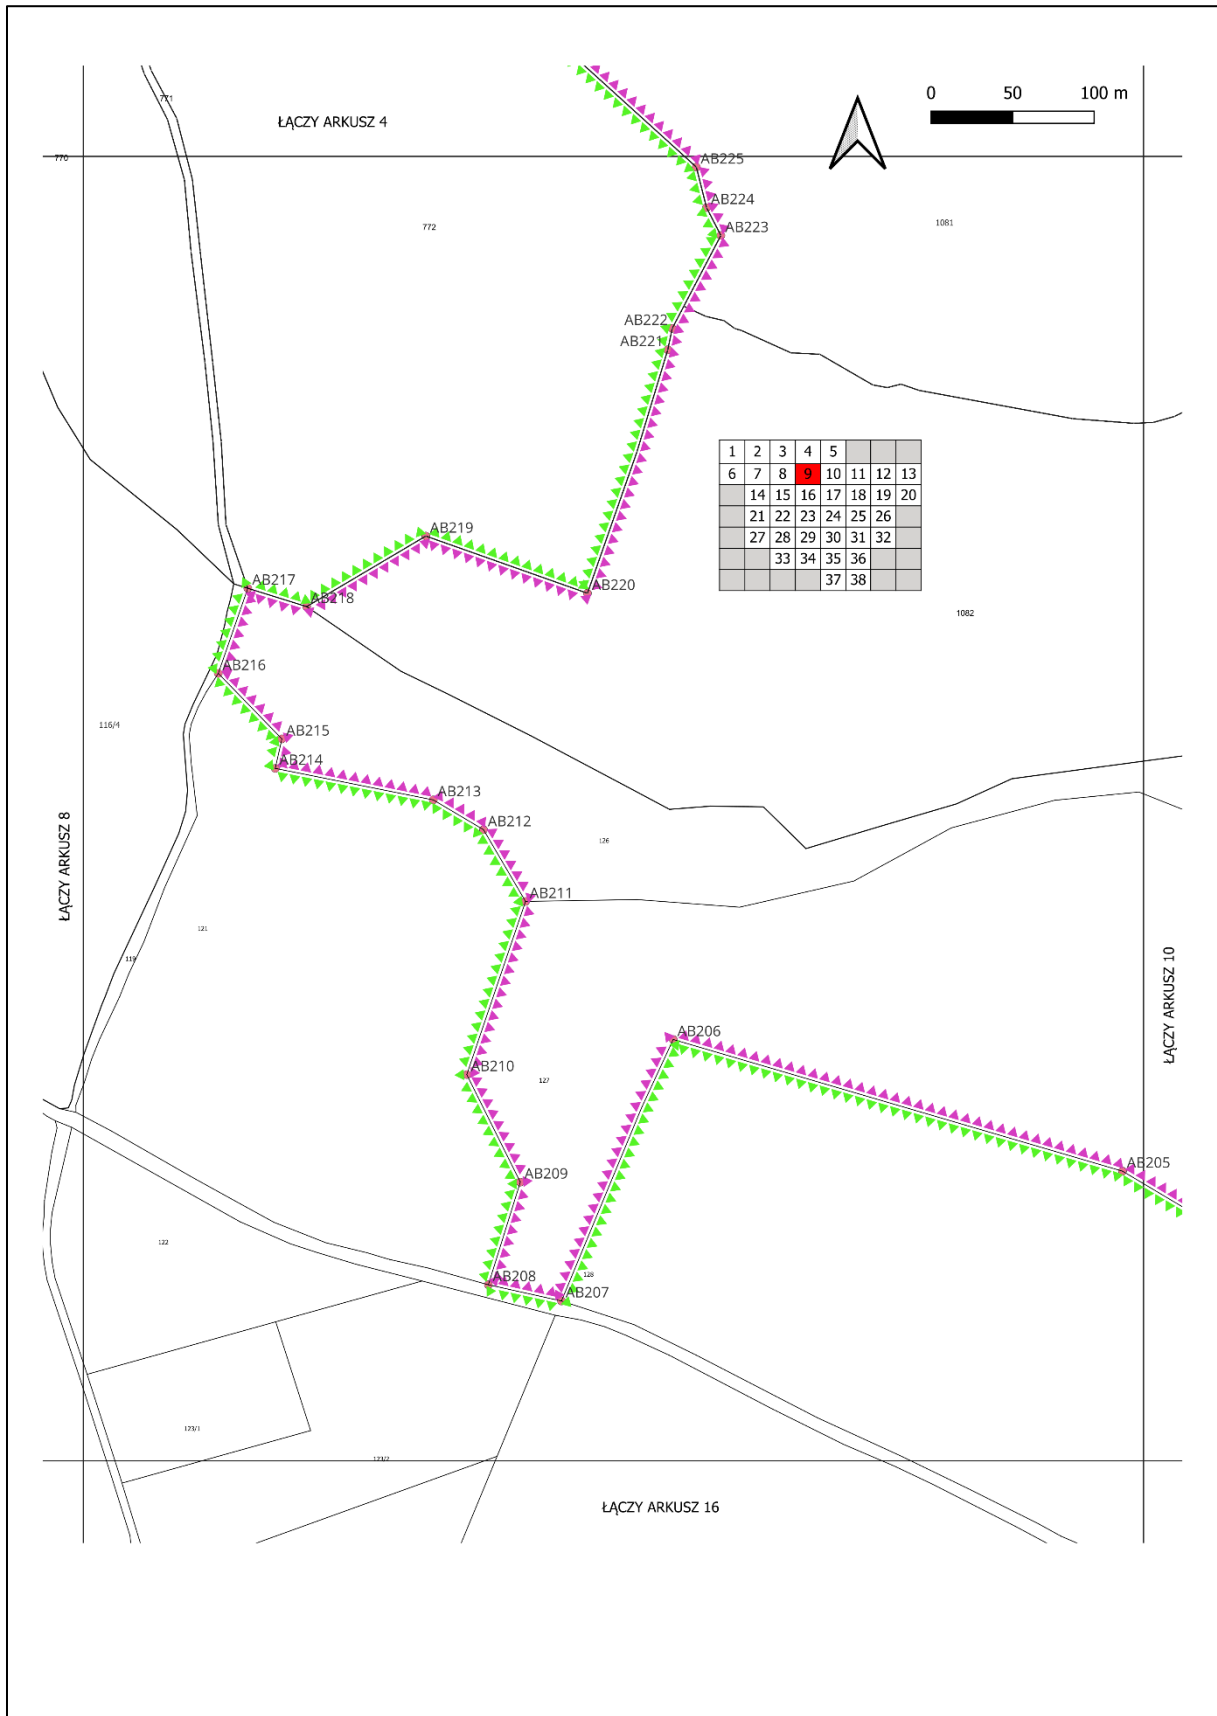 771
ŁĄCZY ARKUSZ 4
0 50 100 m
770
AB225
AB224
AB223
772
1081
AB222
AB221
1 2 3 4 5
6 7 8 9 10 11 12 13
14 15 16 17 18 19 20
21 22 23 24 25 26
27 28 29 30 31 32
33 34 35 36
37 38
AB219
AB217
AB218
AB220
1082
AB216
116/4
AB215
AB214
AB213
AB212
126
ŁĄCZY ARKUSZ 8
AB211
121
119
ŁĄCZY ARKUSZ 10
AB206
AB210
127
AB205
AB209
122
AB208
128
AB207
123/1
123/2
ŁĄCZY ARKUSZ 16